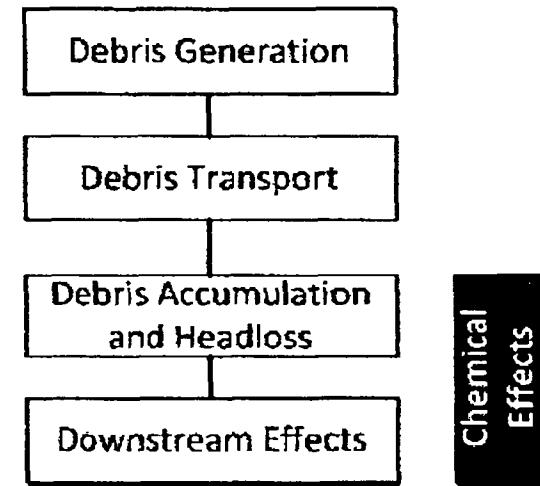 Debris Generation
Debris Transport
Debris Accumulation
and Headloss
Downstream Effects
Chemical
Effects